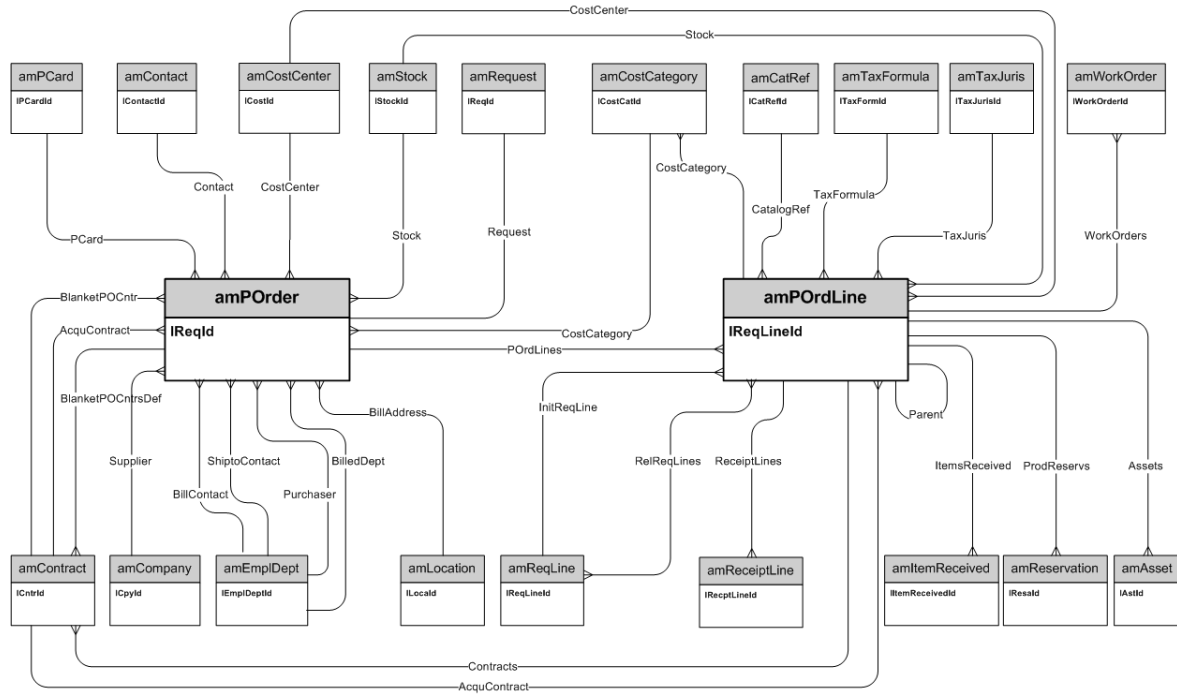 CostCenter
Stock
amPCard
lPCardId
amContact
lContactId
amCostCenter
lCostId
amStock
lStockId
amRequest
lReqId
amCostCategory
lCostCatId
amCatRef
lCatRefId
amTaxFormula
lTaxFormId
amTaxJuris
lTaxJurisId
amWorkOrder
lWorkOrderId
PCard
Contact
CostCenter
Stock
Request
CostCategory
CatalogRef
TaxFormula
TaxJuris
WorkOrders
amPOrder
lReqId
amPOrdLine
lReqLineId
BlanketPOCntr
AcquContract
BlanketPOCntrsDef
CostCategory
POrdLines
Supplier
BillContact
ShiptoContact
Purchaser
BilledDept
BillAddress
InitReqLine
RelReqLines
ReceiptLines
Parent
ItemsReceived
ProdReservs
Assets
amContract
lCntrId
amCompany
lCpyId
amEmplDept
lEmplDeptId
amLocation
lLocaId
amReqLine
lReqLineId
amReceiptLine
lRecptLineId
amItemReceived
lItemReceivedId
amReservation
lResaId
amAsset
lAstId
Contracts
AcquContract